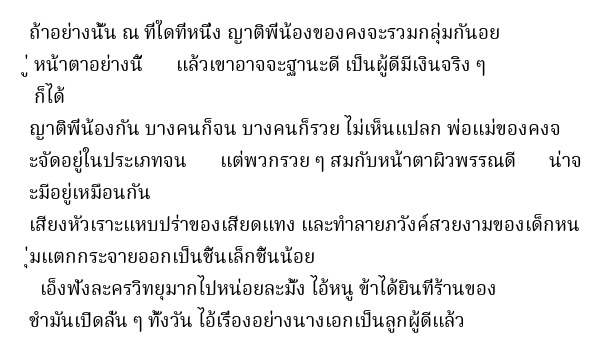 ถ้าอย่างนั้น ณ ที่ใดที่หนึ่ง ญาติพี่น้องของคงจะรวมกลุ่มกันอย
ู่ หน้าตาอย่างนี้ แล้วเขาอาจจะฐานะดี เป็นผู้ดีมีเงินจริง ๆ
ก็ได้
ญาติพี่น้องกัน บางคนก็จน บางคนก็รวย ไม่เห็นแปลก พ่อแม่ของคงจ
ะจัดอยู่ในประเภทจน แต่พวกรวย ๆ สมกับหน้าตาผิวพรรณดี น่าจ
ะมีอยู่เหมือนกัน
เสียงหัวเราะแหบปร่าของเสียดแทง และทำลายภวังค์สวยงามของเด็กหน
ุ่มแตกกระจายออกเป็นชิ้นเล็กชิ้นน้อย
เอ็งฟังละครวิทยุมากไปหน่อยละมั้ง ไอ้หนู ข้าได้ยินที่ร้านของ
ชำมันเปิดลั่น ๆ ทั้งวัน ไอ้เรื่องอย่างนางเอกเป็นลูกผู้ดีแล้ว